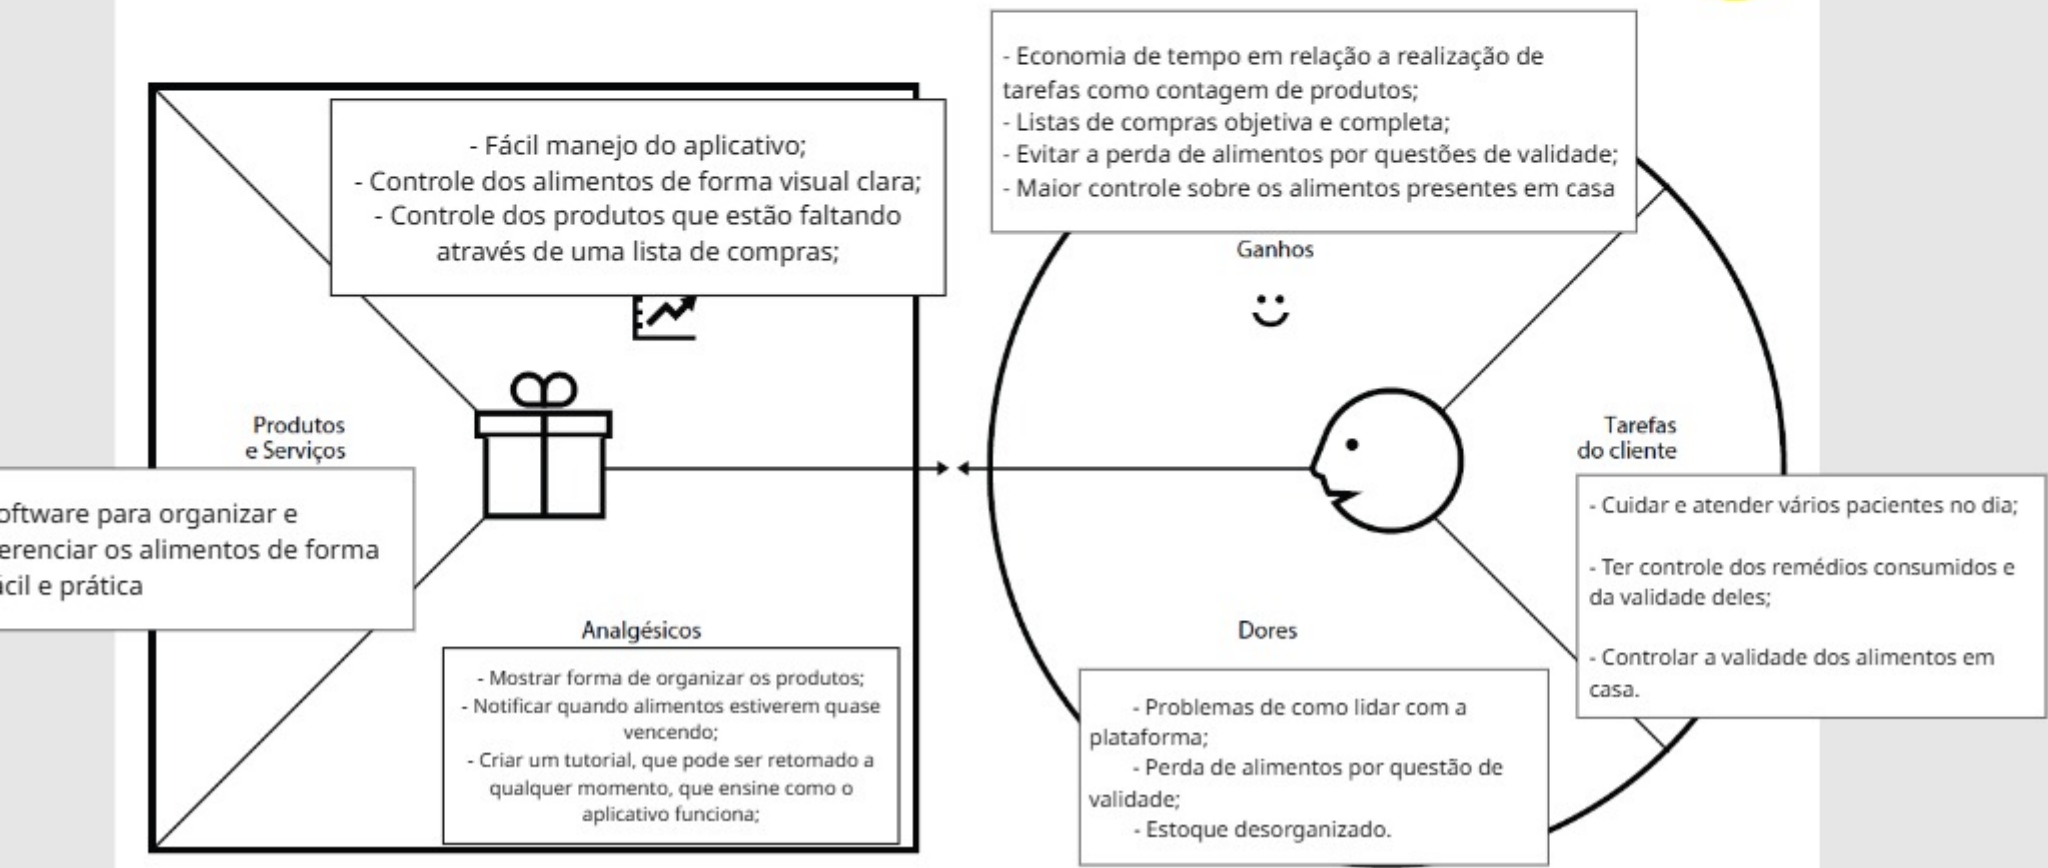 - Fácil manejo do aplicativo;
- Controle dos alimentos de forma visual clara;
- Controle dos produtos que estão faltando
através de uma lista de compras;
Produtos
e Serviços
oftware para organizar e
erenciar os alimentos de forma
ácil e prática
Analgésicos
- Mostrar forma de organizar os produtos;
- Notificar quando alimentos estiverem quase
vencendo;
- Criar um tutorial, que pode ser retomado a
qualquer momento, que ensine como o
aplicativo funciona;
- Economia de tempo em relação a realização de
tarefas como contagem de produtos;
- Listas de compras objetiva e completa;
- Evitar a perda de alimentos por questões de validade;
- Maior controle sobre os alimentos presentes em casa
Ganhos
Tarefas
do cliente
- Cuidar e atender vários pacientes no dia;
- Ter controle dos remédios consumidos e
da validade deles;
- Controlar a validade dos alimentos em
casa.
Dores
- Problemas de como lidar com a
plataforma;
- Perda de alimentos por questão de
validade;
- Estoque desorganizado.